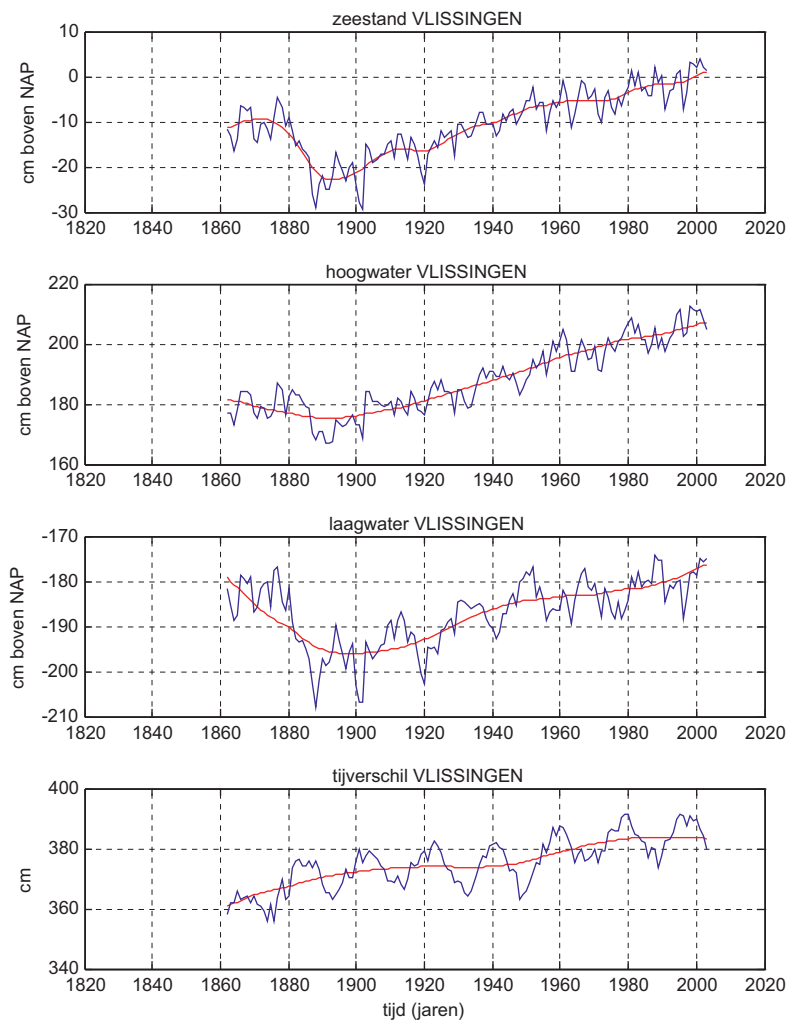 zeestand VLISSINGEN
10
0
-10
-20
-30
cm boven NAP
1820 1840 1860 1880 1900 1920 1940 1960 1980 2000 2020
hoogwater VLISSINGEN
220
200
180
160
cm boven NAP
1820 1840 1860 1880 1900 1920 1940 1960 1980 2000 2020
laagwater VLISSINGEN
-170
-180
-190
-200
-210
cm boven NAP
1820 1840 1860 1880 1900 1920 1940 1960 1980 2000 2020
tijverschil VLISSINGEN
400
380
360
340
cm
1820 1840 1860 1880 1900 1920 1940 1960 1980 2000 2020
tijd (jaren)